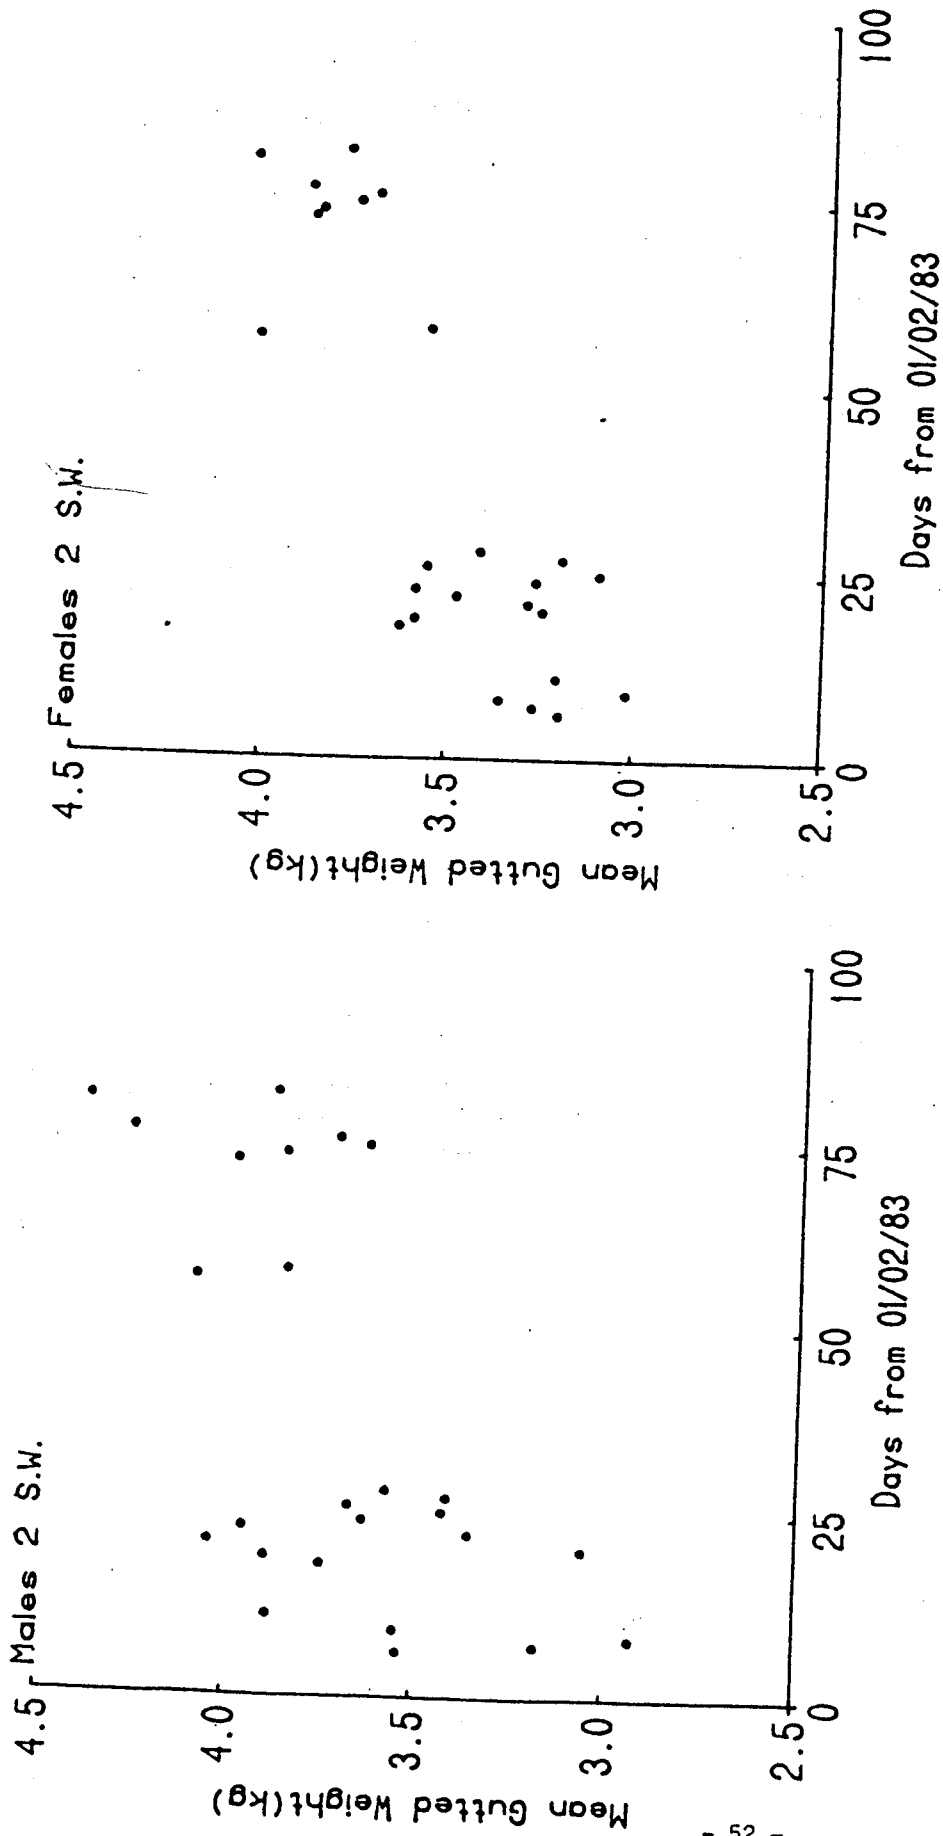 Males 2 S.W.
4.5
4.0
3.5
3.0
2.5
Mean Gutted Weight(kg)
0
25
50
75
100
Days from 01/02/83
Females 2 S.W.
4.5
4.0
3.5
3.0
2.5
Mean Gutted Weight(kg)
0
25
50
75
100
Days from 01/02/83
- 52 -